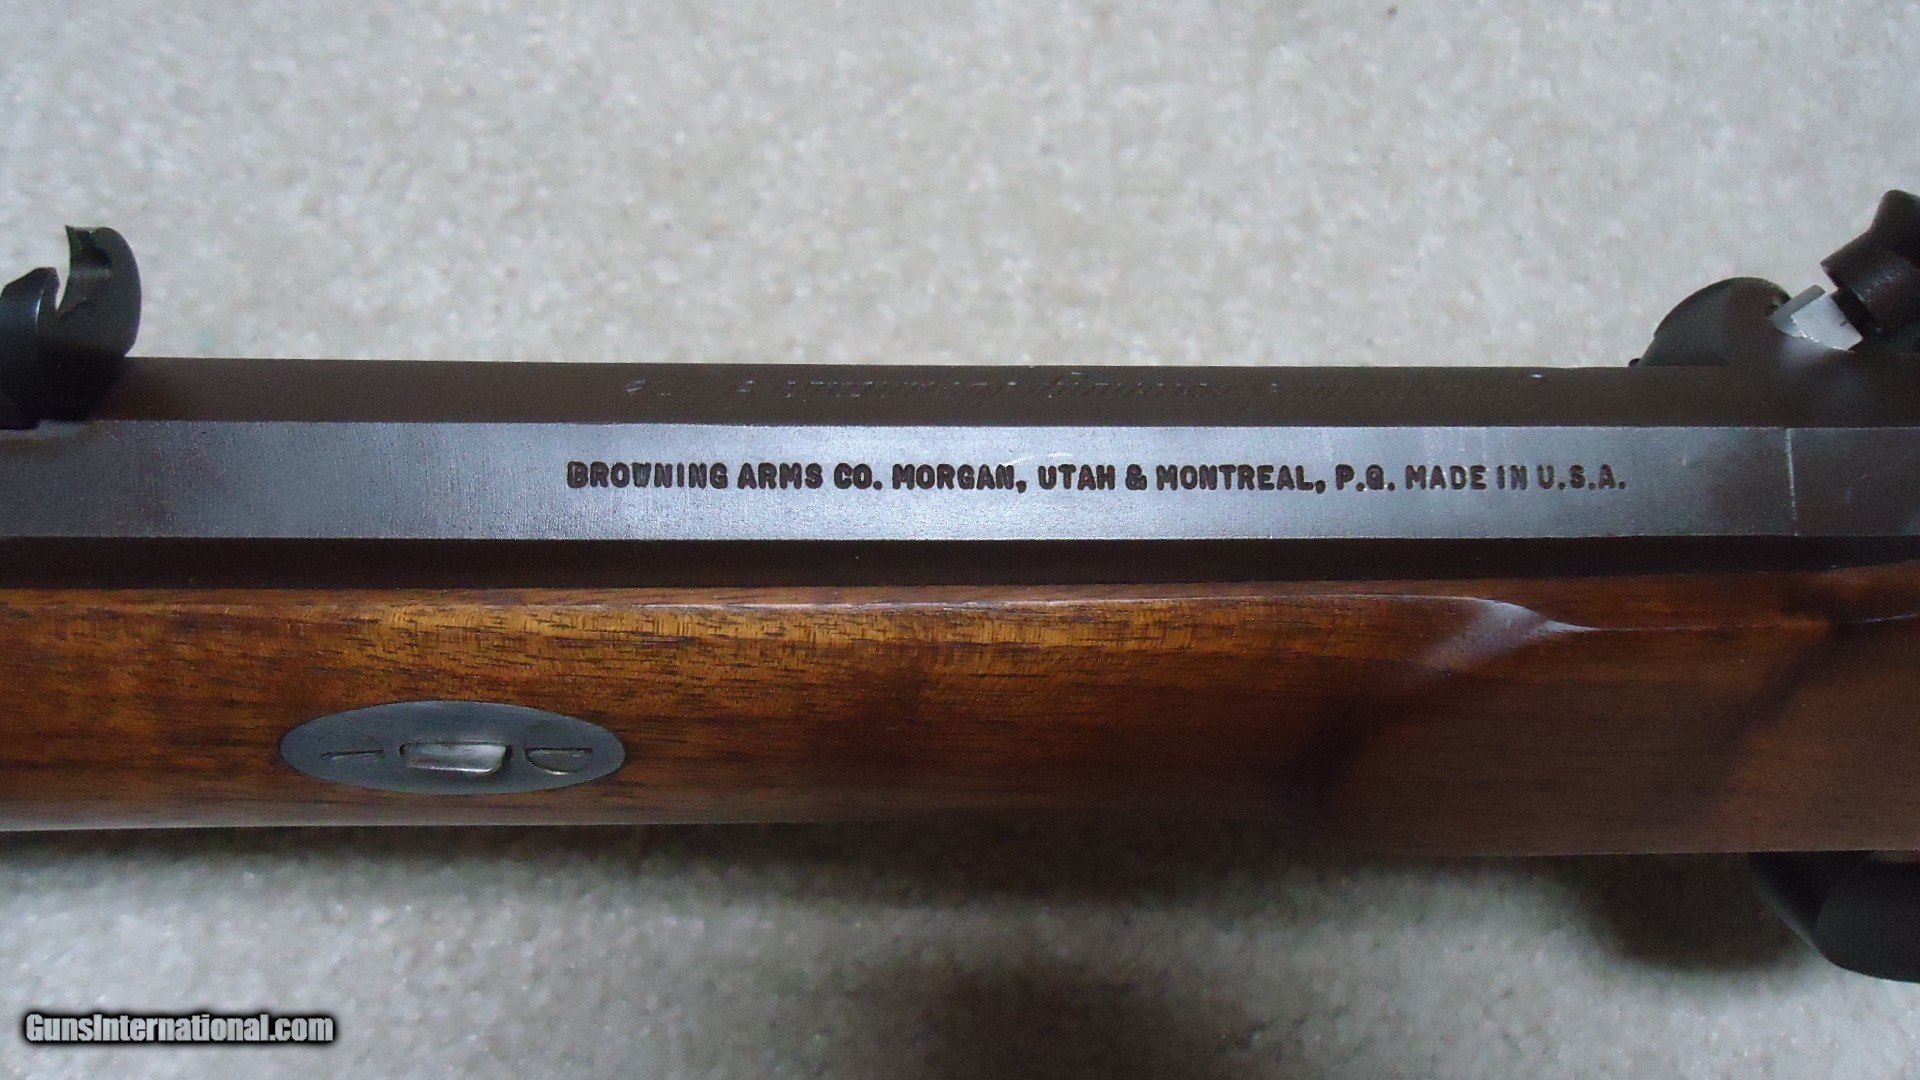 BROWNING ARMS CO. MORGAN, UTAH & MONTREAL, P.Q. MADE IN U.S.A.
GunsInternational.com